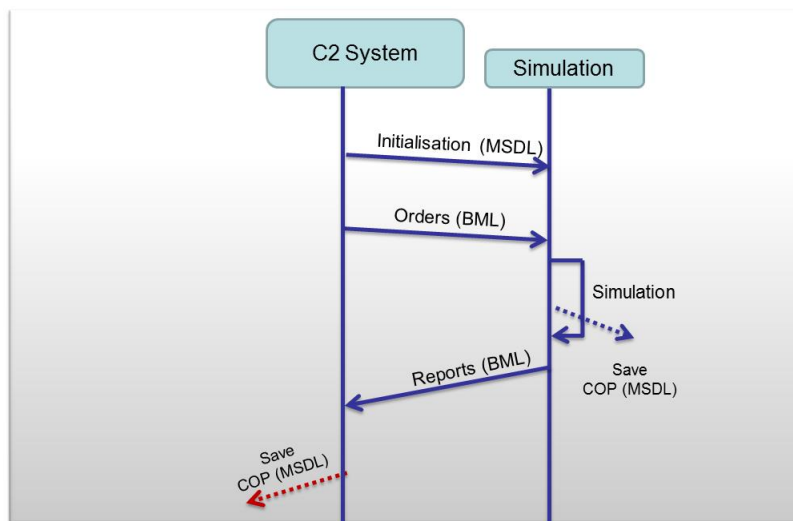 C2 System
Simulation
Initialisation (MSDL)
Orders (BML)
Simulation
Save
COP (MSDL)
Reports (BML)
Save
COP (MSDL)